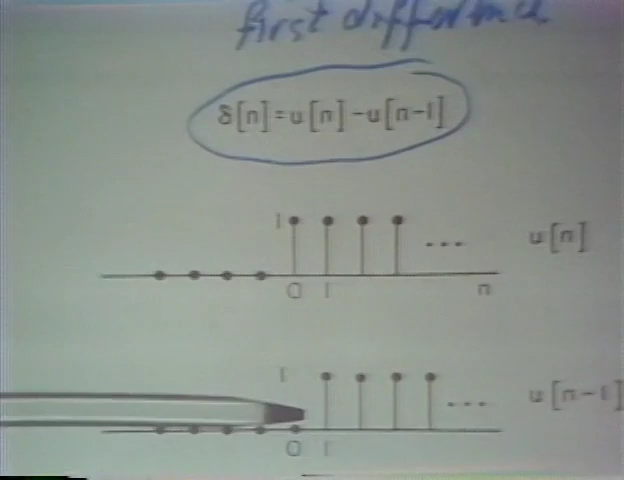 first difference
δ[n]=u[n]-u[n-1]
1 ... u[n]
0 1 n
1 ... u[n-1]
0 1